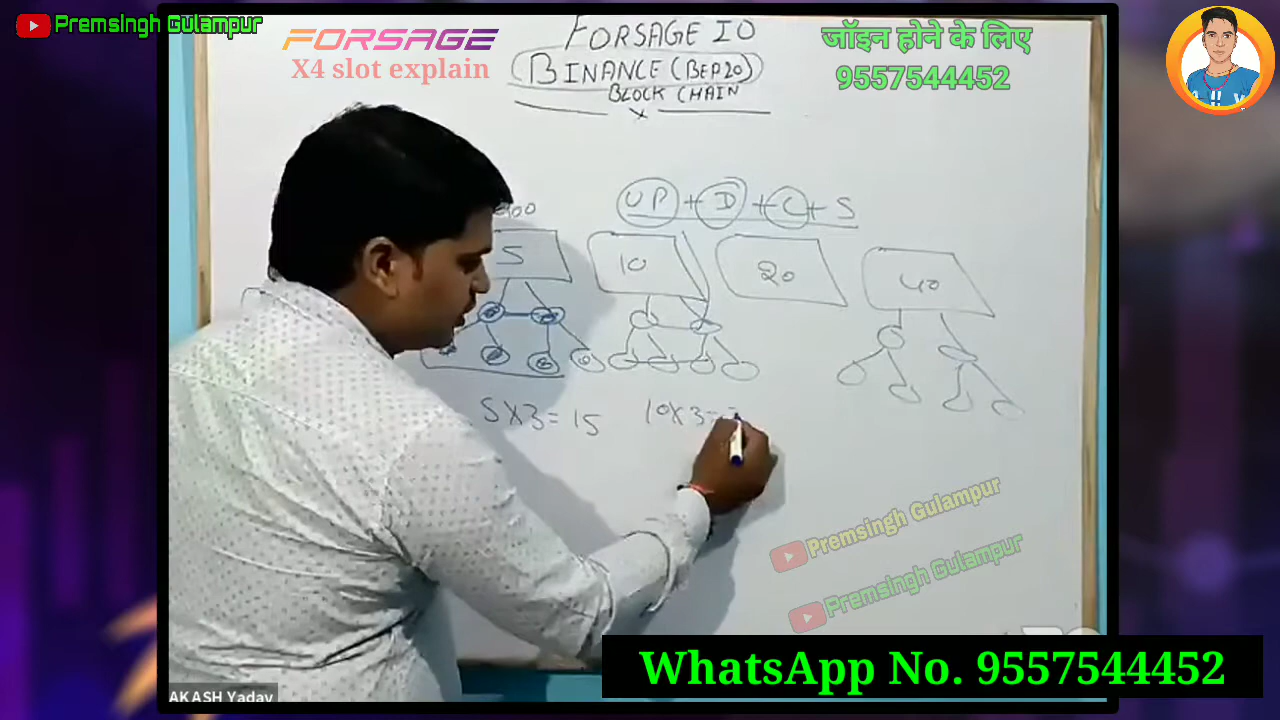 Premsingh Gulampur
FORSAGE
X4 slot explain
FORSAGE IO
BINANCE (BEP20)
BLOCK CHAIN
जॉइन होने के लिए
9557544452
UP + D + C + S
5
10
20
40
5X3=15
10X3=
Premsingh Gulampur
Premsingh Gulampur
WhatsApp No. 9557544452
AKASH Yadav